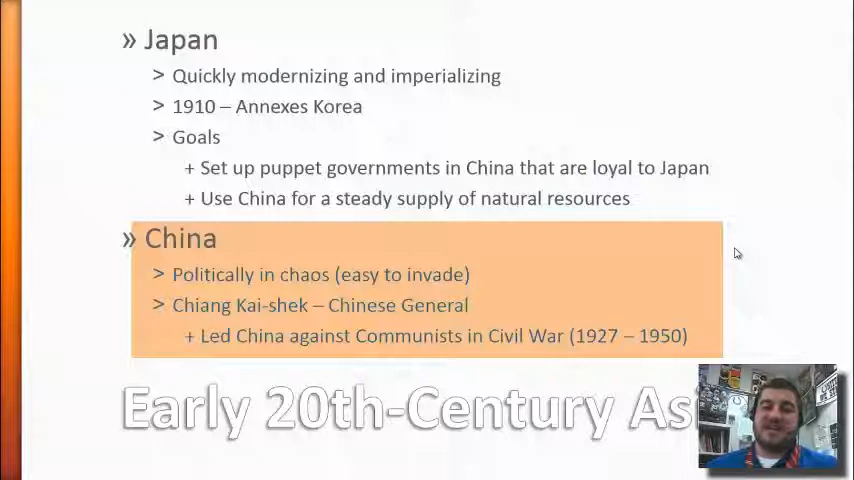 » Japan
> Quickly modernizing and imperializing
> 1910 – Annexes Korea
> Goals
+ Set up puppet governments in China that are loyal to Japan
+ Use China for a steady supply of natural resources
» China
> Politically in chaos (easy to invade)
> Chiang Kai-shek – Chinese General
+ Led China against Communists in Civil War (1927 – 1950)
Early 20th-Century As